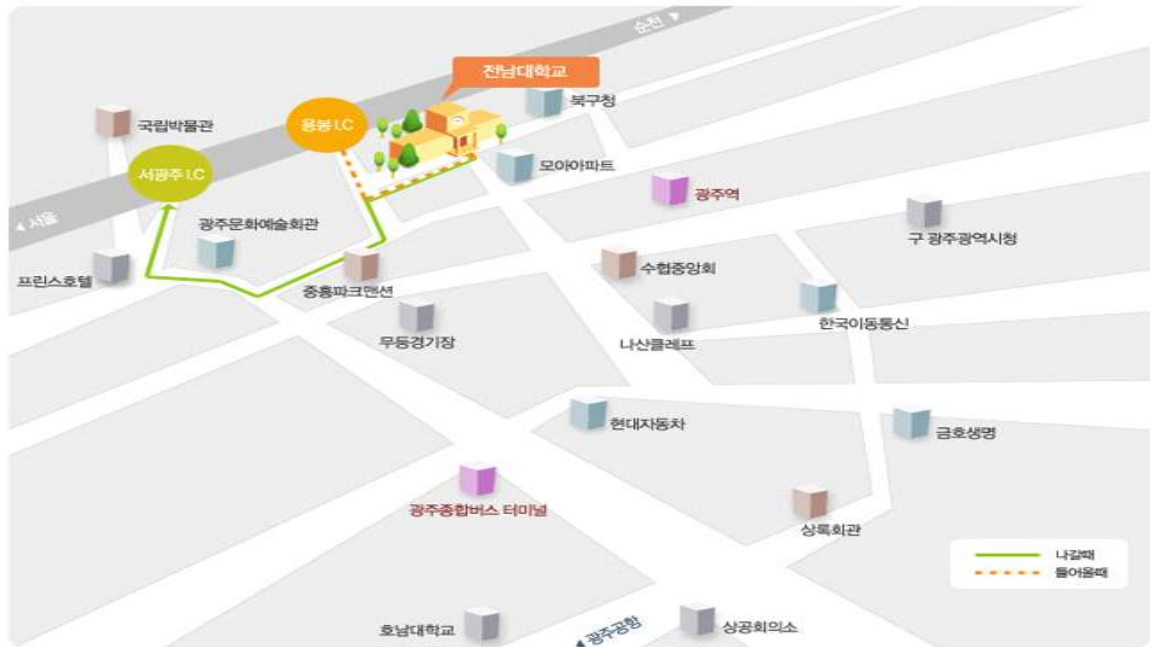 순천 ▶
전남대학교
북구청
용봉 I.C
국립박물관
모아아파트
서광주 I.C
광주역
◀ 서울
광주문화예술회관
구 광주광역시청
프린스호텔
수협중앙회
중흥파크맨션
한국이동통신
무등경기장
나산클레프
현대자동차
금호생명
광주종합버스 터미널
상록회관
나갈때
들어올때
호남대학교
◀ 광주공항
상공회의소